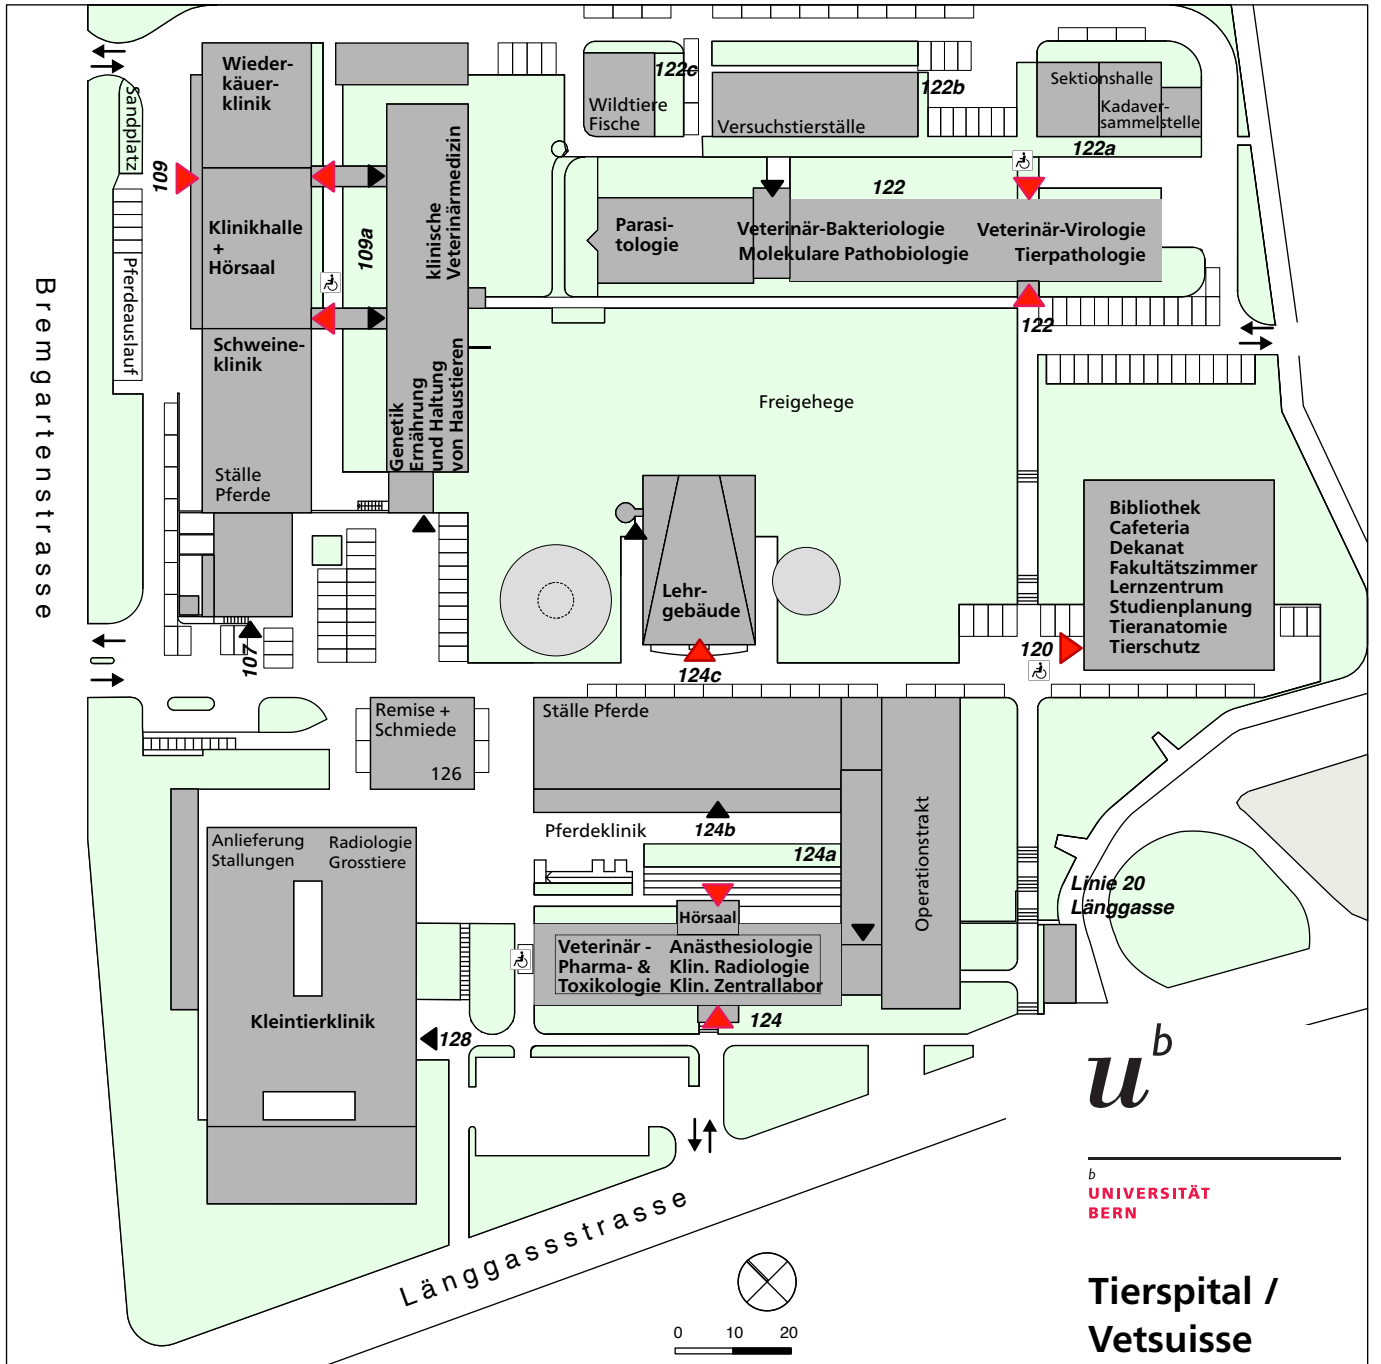 Wieder-
käuer-
klinik
Sandplatz
109
Klinikhalle
+
Hörsaal
109a
klinische
Veterinärmedizin
Pferdeauslauf
Schweine-
klinik
Genetik
Ernährung
und Haltung
von Haustieren
Ställe
Pferde
107
Bremgartenstrasse
Wildtiere
Fische
122c
Versuchstierställe
122b
Sektionshalle
Kadaver-
sammelstelle
122a
122
Parasi-
tologie
Veterinär-Bakteriologie
Molekulare Pathobiologie
Veterinär-Virologie
Tierpathologie
122
Freigehege
Lehr-
gebäude
124c
Bibliothek
Cafeteria
Dekanat
Fakultätszimmer
Lernzentrum
Studienplanung
Tieranatomie
Tierschutz
120
Remise +
Schmiede
126
Ställe Pferde
Pferdeklinik
124b
124a
Operationstrakt
Hörsaal
Veterinär -
Pharma- &
Toxikologie
Anästhesiologie
Klin. Radiologie
Klin. Zentrallabor
124
Anlieferung
Stallungen
Radiologie
Grosstiere
Kleintierklinik
128
Linie 20
Länggasse
Länggassstrasse
0 10 20
u b
b
UNIVERSITÄT
BERN
Tierspital /
Vetsuisse